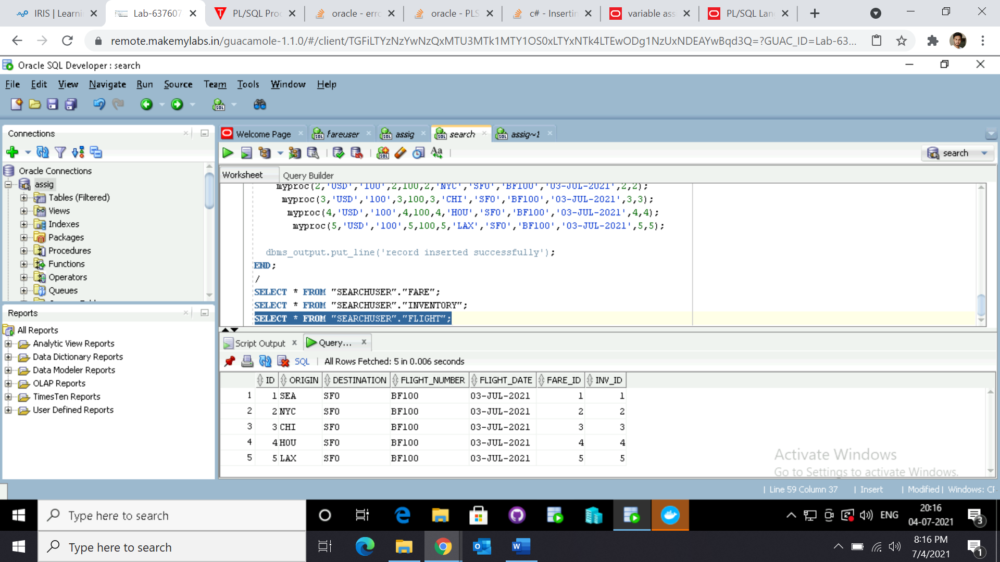 IRIS | Learni
Lab-637607
PL/SQL Proc
oracle - erro
oracle - PLS
c# - Insertin
variable ass
PL/SQL Lan
remote.makemylabs.in/guacamole-1.1.0/#/client/TGFiLTYzNzYwNzQxMTU3MTk1MTY1OS0xLTYxNTk4LTEwODg1NzUxNDEAYwBqd3Q=?GUAC_ID=Lab-63...
Oracle SQL Developer : search
File Edit View Navigate Run Source Team Tools Window Help
Connections
Oracle Connections
assig
Tables (Filtered)
Views
Indexes
Packages
Procedures
Functions
Operators
Queues
Reports
All Reports
Analytic View Reports
Data Dictionary Reports
Data Modeler Reports
OLAP Reports
TimesTen Reports
User Defined Reports
Welcome Page fareuser assig search assig~1
search
Worksheet Query Builder
myproc(2,'USD','100',2,100,2,'NYC','SFO','BF100','03-JUL-2021',2,2);
myproc(3,'USD','100',3,100,3,'CHI','SFO','BF100','03-JUL-2021',3,3);
myproc(4,'USD','100',4,100,4,'HOU','SFO','BF100','03-JUL-2021',4,4);
myproc(5,'USD','100',5,100,5,'LAX','SFO','BF100','03-JUL-2021',5,5);
dbms_output.put_line('record inserted successfully');
END;
/
SELECT * FROM "SEARCHUSER"."FARE";
SELECT * FROM "SEARCHUSER"."INVENTORY";
SELECT * FROM "SEARCHUSER"."FLIGHT";
Script Output x Query... x
SQL | All Rows Fetched: 5 in 0.006 seconds
ID ORIGIN DESTINATION FLIGHT_NUMBER FLIGHT_DATE FARE_ID INV_ID
1 1 SEA SFO BF100 03-JUL-2021 1 1
2 2 NYC SFO BF100 03-JUL-2021 2 2
3 3 CHI SFO BF100 03-JUL-2021 3 3
4 4 HOU SFO BF100 03-JUL-2021 4 4
5 5 LAX SFO BF100 03-JUL-2021 5 5
Activate Windows
Go to Settings to activate Windows.
| Line 59 Column 37 | Insert | Modified | Windows: CF
Type here to search
ENG
20:16
04-07-2021
3
Type here to search
8:16 PM
7/4/2021
1